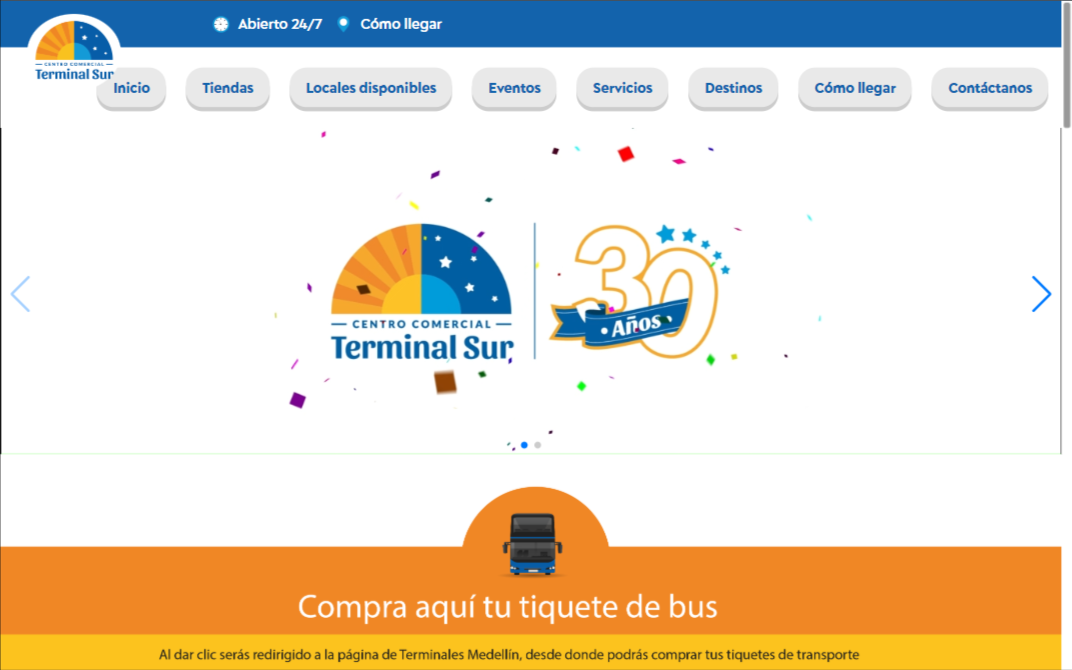 Abierto 24/7 Cómo llegar
CENTRO COMERCIAL
Terminal Sur
Inicio Tiendas Locales disponibles Eventos Servicios Destinos Cómo llegar Contáctanos
CENTRO COMERCIAL
Terminal Sur
30
Años
Compra aquí tu tiquete de bus
Al dar clic serás redirigido a la página de Terminales Medellín, desde donde podrás comprar tus tiquetes de transporte